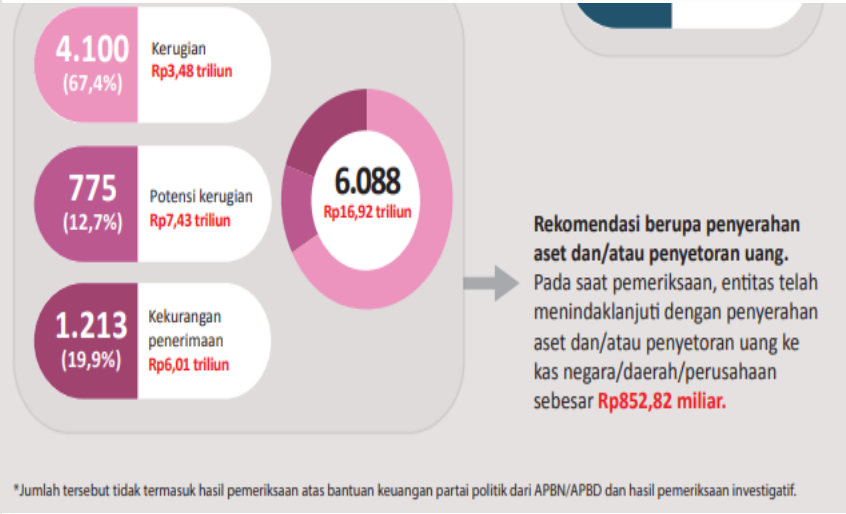 4.100
(67,4%)
Kerugian
Rp3,48 triliun
775
(12,7%)
Potensi kerugian
Rp7,43 triliun
1.213
(19,9%)
Kekurangan
penerimaan
Rp6,01 triliun
6.088
Rp16,92 triliun
Rekomendasi berupa penyerahan
aset dan/atau penyetoran uang.
Pada saat pemeriksaan, entitas telah
menindaklanjuti dengan penyerahan
aset dan/atau penyetoran uang ke
kas negara/daerah/perusahaan
sebesar Rp852,82 miliar.
*Jumlah tersebut tidak termasuk hasil pemeriksaan atas bantuan keuangan partai politik dari APBN/APBD dan hasil pemeriksaan investigatif.